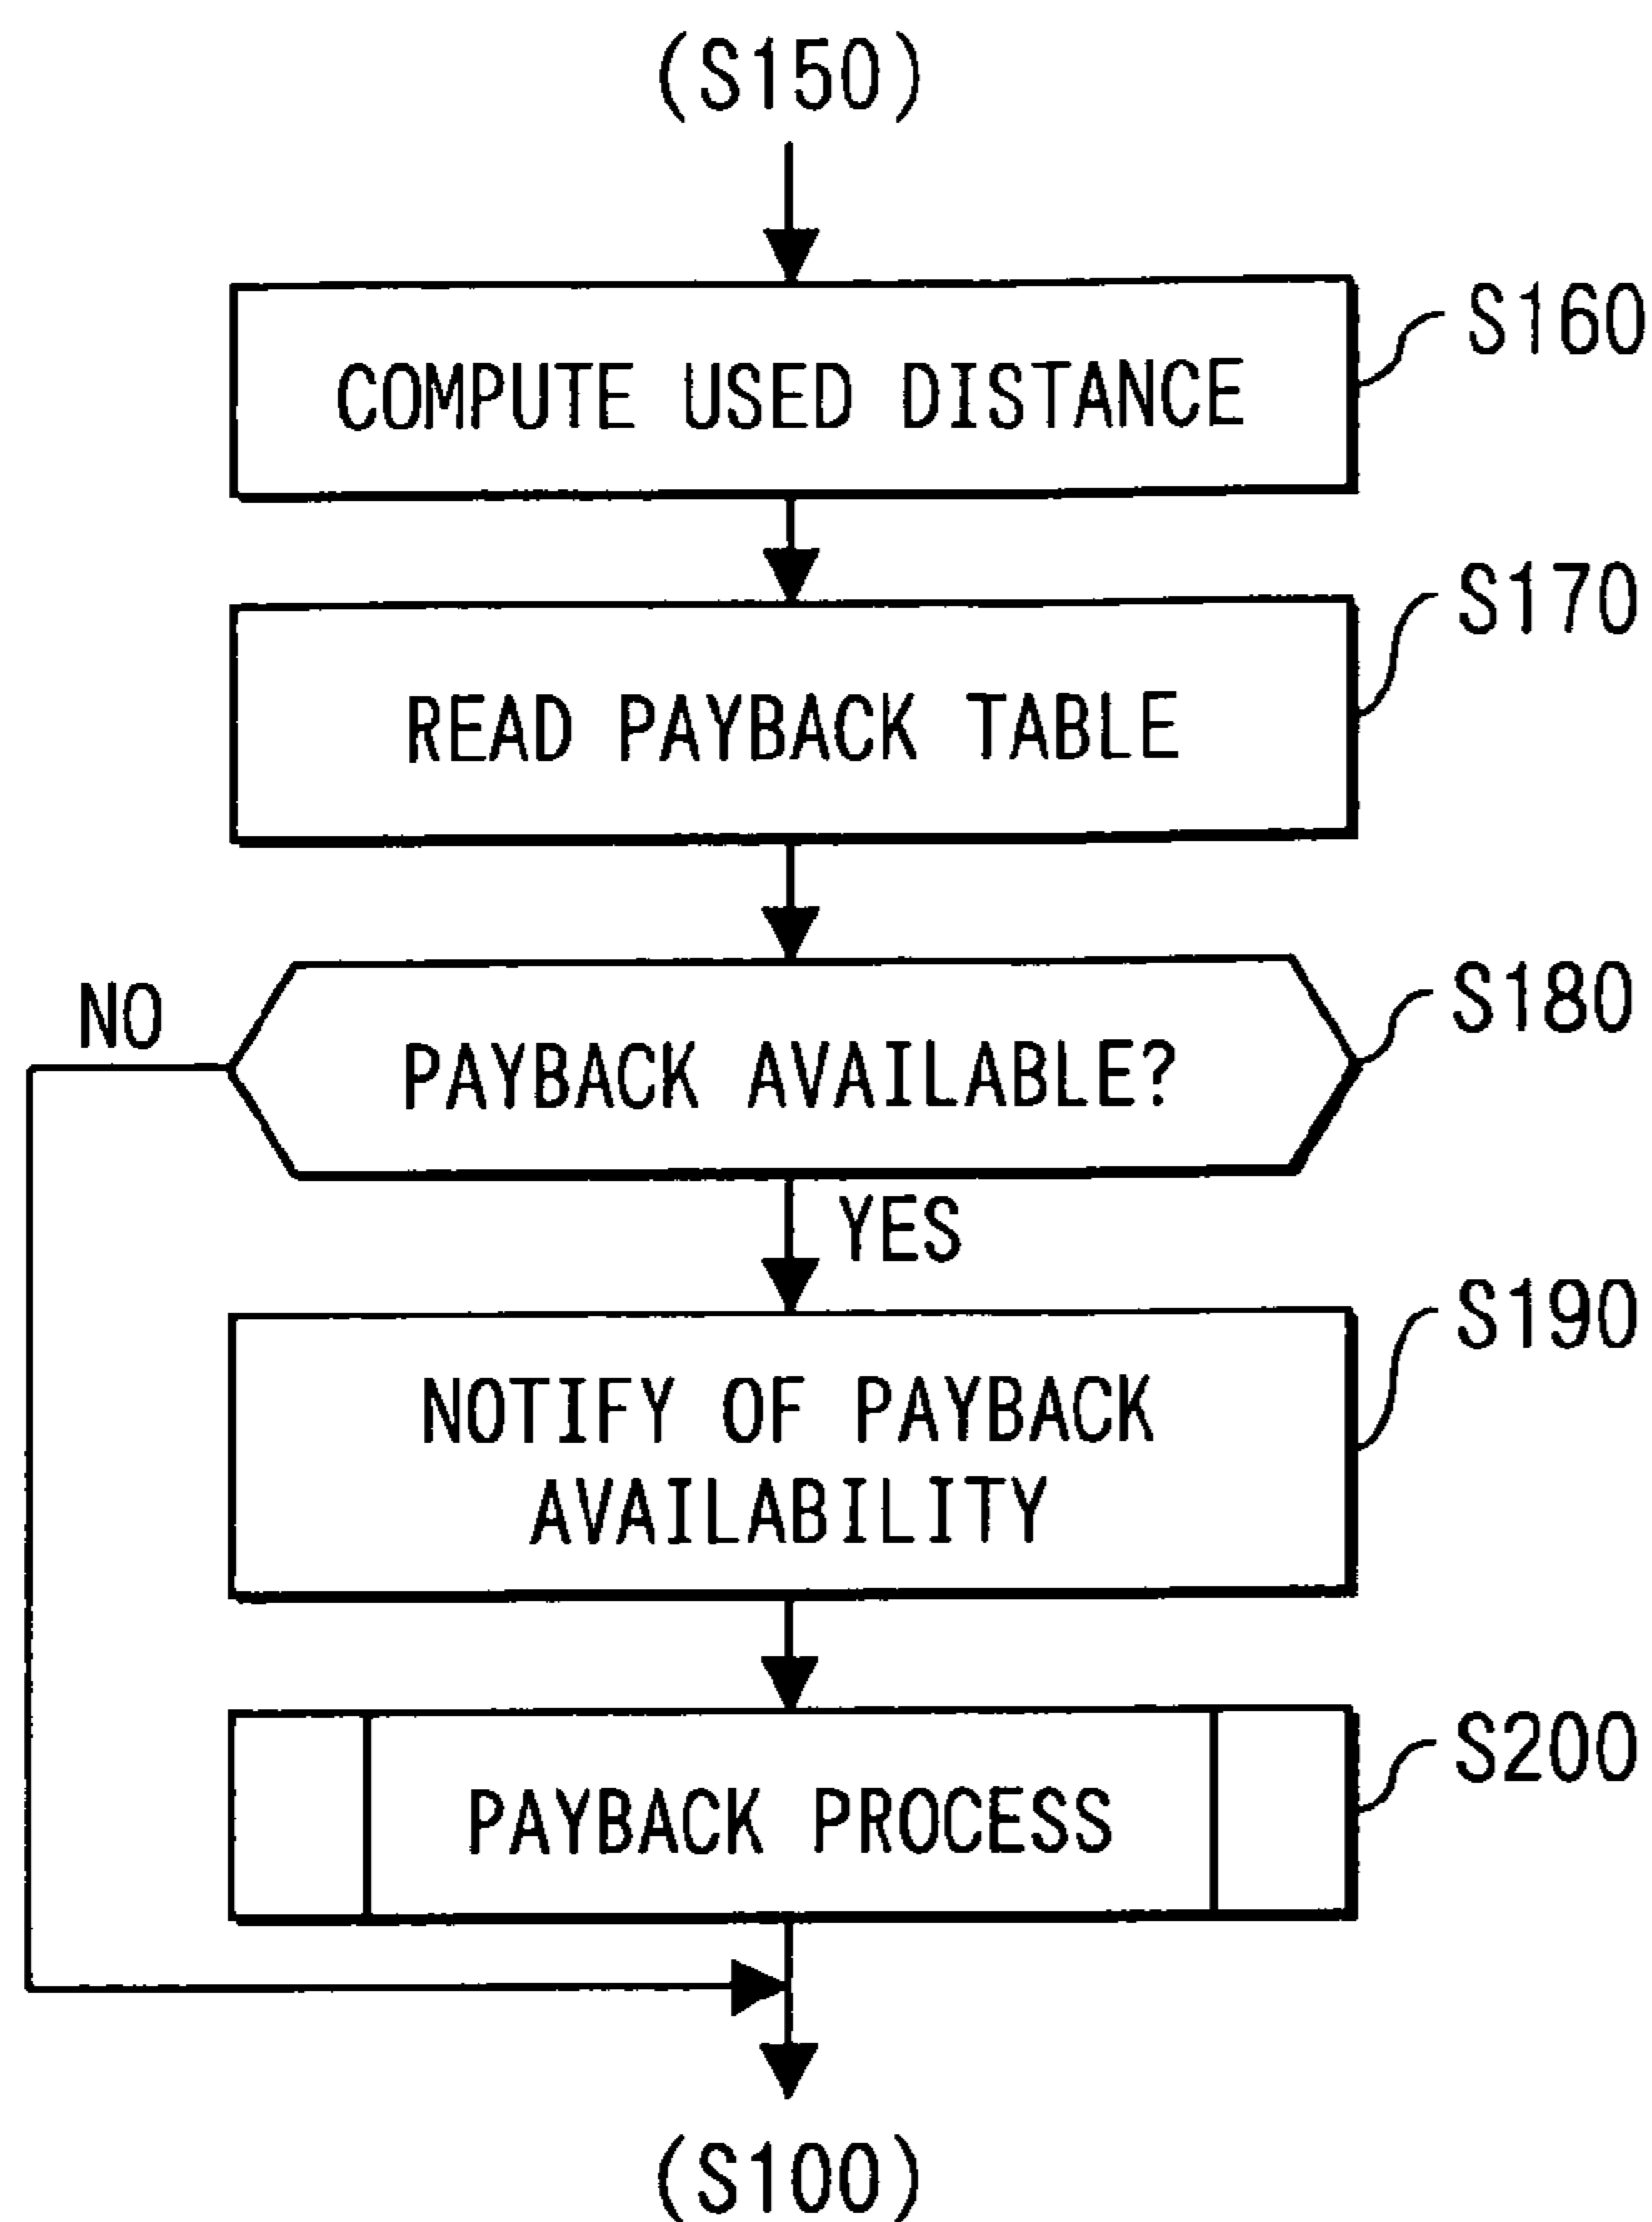 (S150)
COMPUTE USED DISTANCE
S160
READ PAYBACK TABLE
S170
NO
PAYBACK AVAILABLE?
S180
YES
NOTIFY OF PAYBACK
AVAILABILITY
S190
PAYBACK PROCESS
S200
(S100)